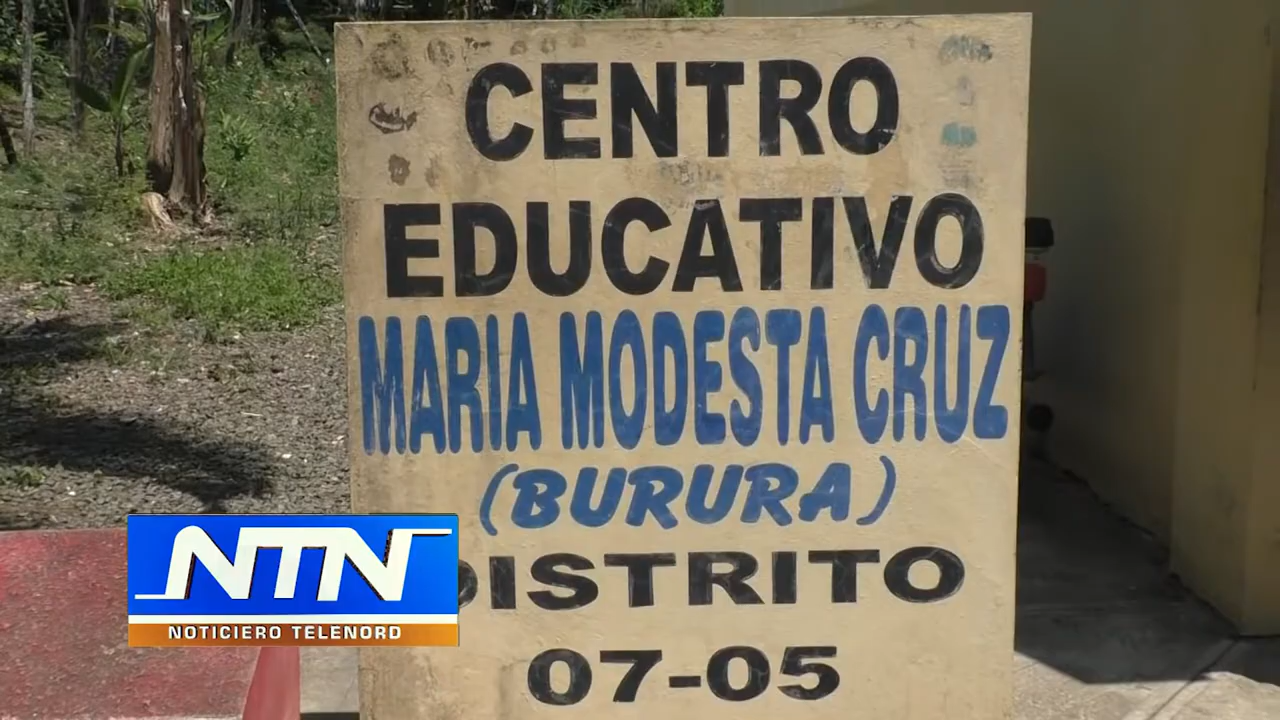 CENTRO
EDUCATIVO
MARIA MODESTA CRUZ
(BURURA)
DISTRITO
07-05
NTN
NOTICIERO TELENORD